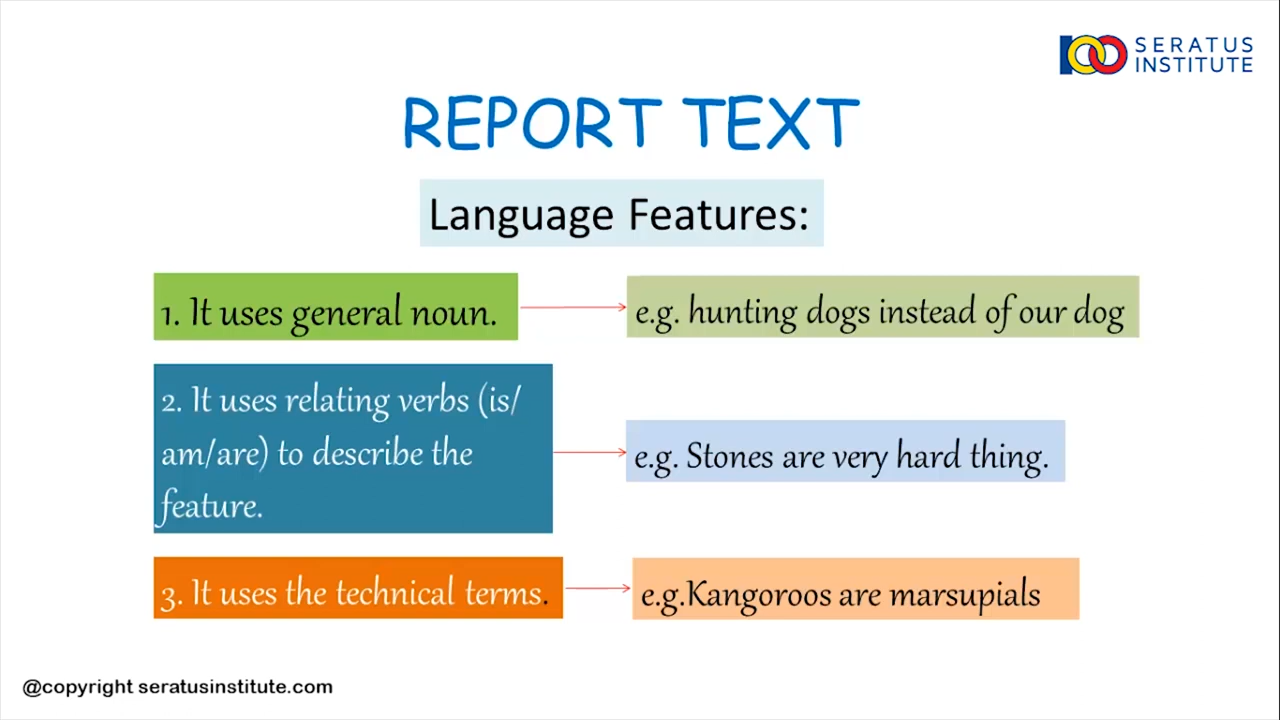 100 SERATUS
INSTITUTE
REPORT TEXT
Language Features:
1. It uses general noun.
e.g. hunting dogs instead of our dog
2. It uses relating verbs (is/
am/are) to describe the
feature.
e.g. Stones are very hard thing.
3. It uses the technical terms.
e.g.Kangoroos are marsupials
@copyright seratusinstitute.com